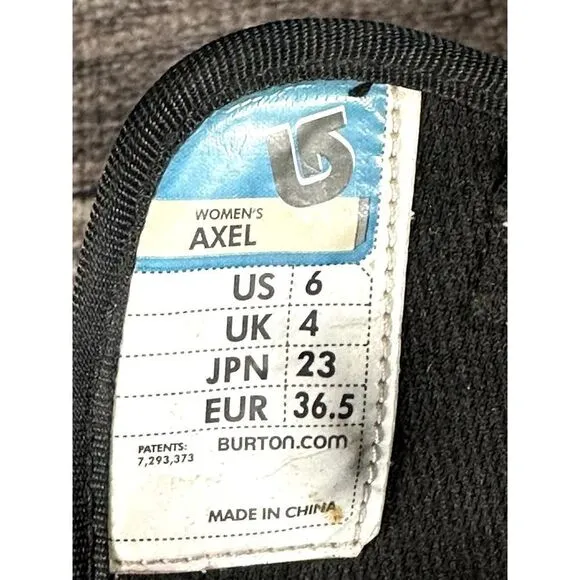 WOMEN'S
AXEL
US 6
UK 4
JPN 23
EUR 36.5
PATENTS:
7,293,373
BURTON.COM
MADE IN CHINA